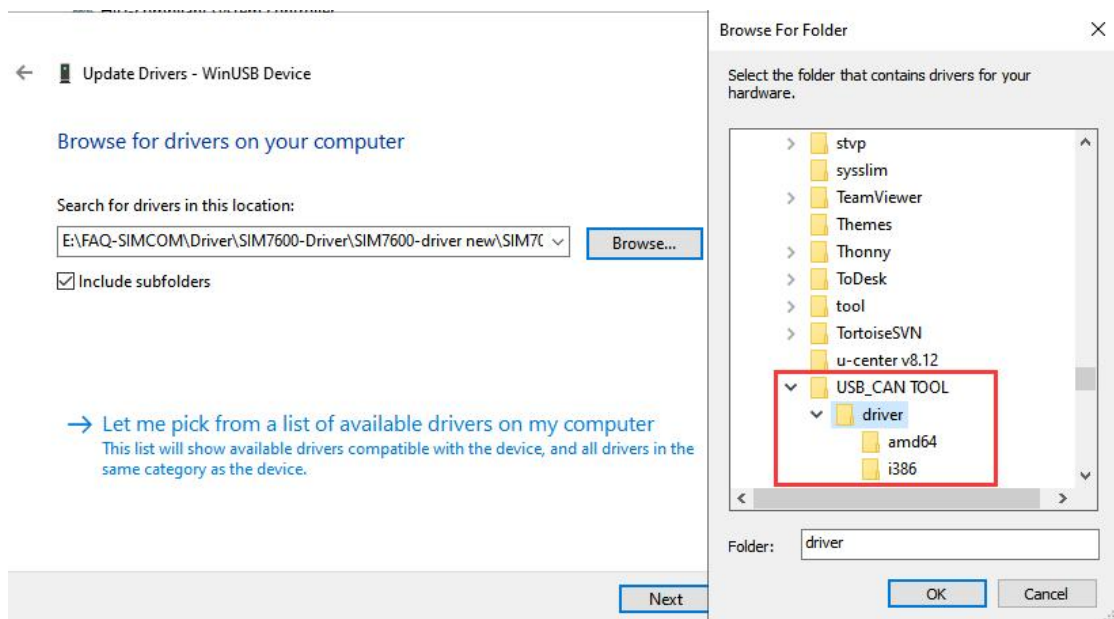 Browse For Folder
Update Drivers - WinUSB Device
Select the folder that contains drivers for your
hardware.
Browse for drivers on your computer
Search for drivers in this location:
E:\FAQ-SIMCOM\Driver\SIM7600-Driver\SIM7600-driver new\SIM70
Browse...
Include subfolders
Let me pick from a list of available drivers on my computer
This list will show available drivers compatible with the device, and all drivers in the
same category as the device.
Next
stvp
sysslim
TeamViewer
Themes
Thonny
ToDesk
tool
TortoiseSVN
u-center v8.12
USB_CAN TOOL
driver
amd64
i386
Folder:
driver
OK
Cancel